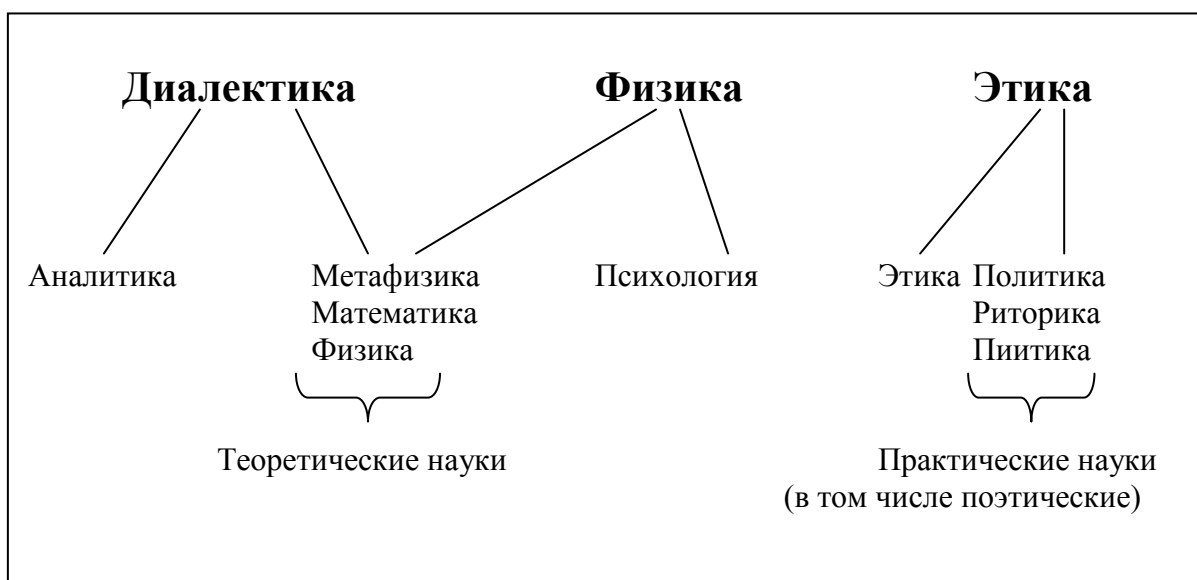 Диалектика Физика Этика
Аналитика Метафизика Психология Этика Политика
Математика Риторика
Физика Пиитика
Теоретические науки Практические науки
(в том числе поэтические)